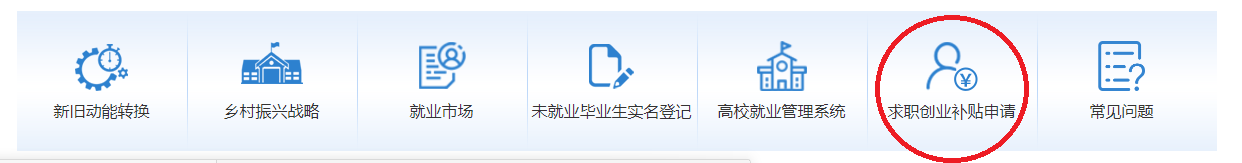 新旧动能转换
乡村振兴战略
就业市场
未就业毕业生实名登记
高校就业管理系统
求职创业补贴申请
常见问题